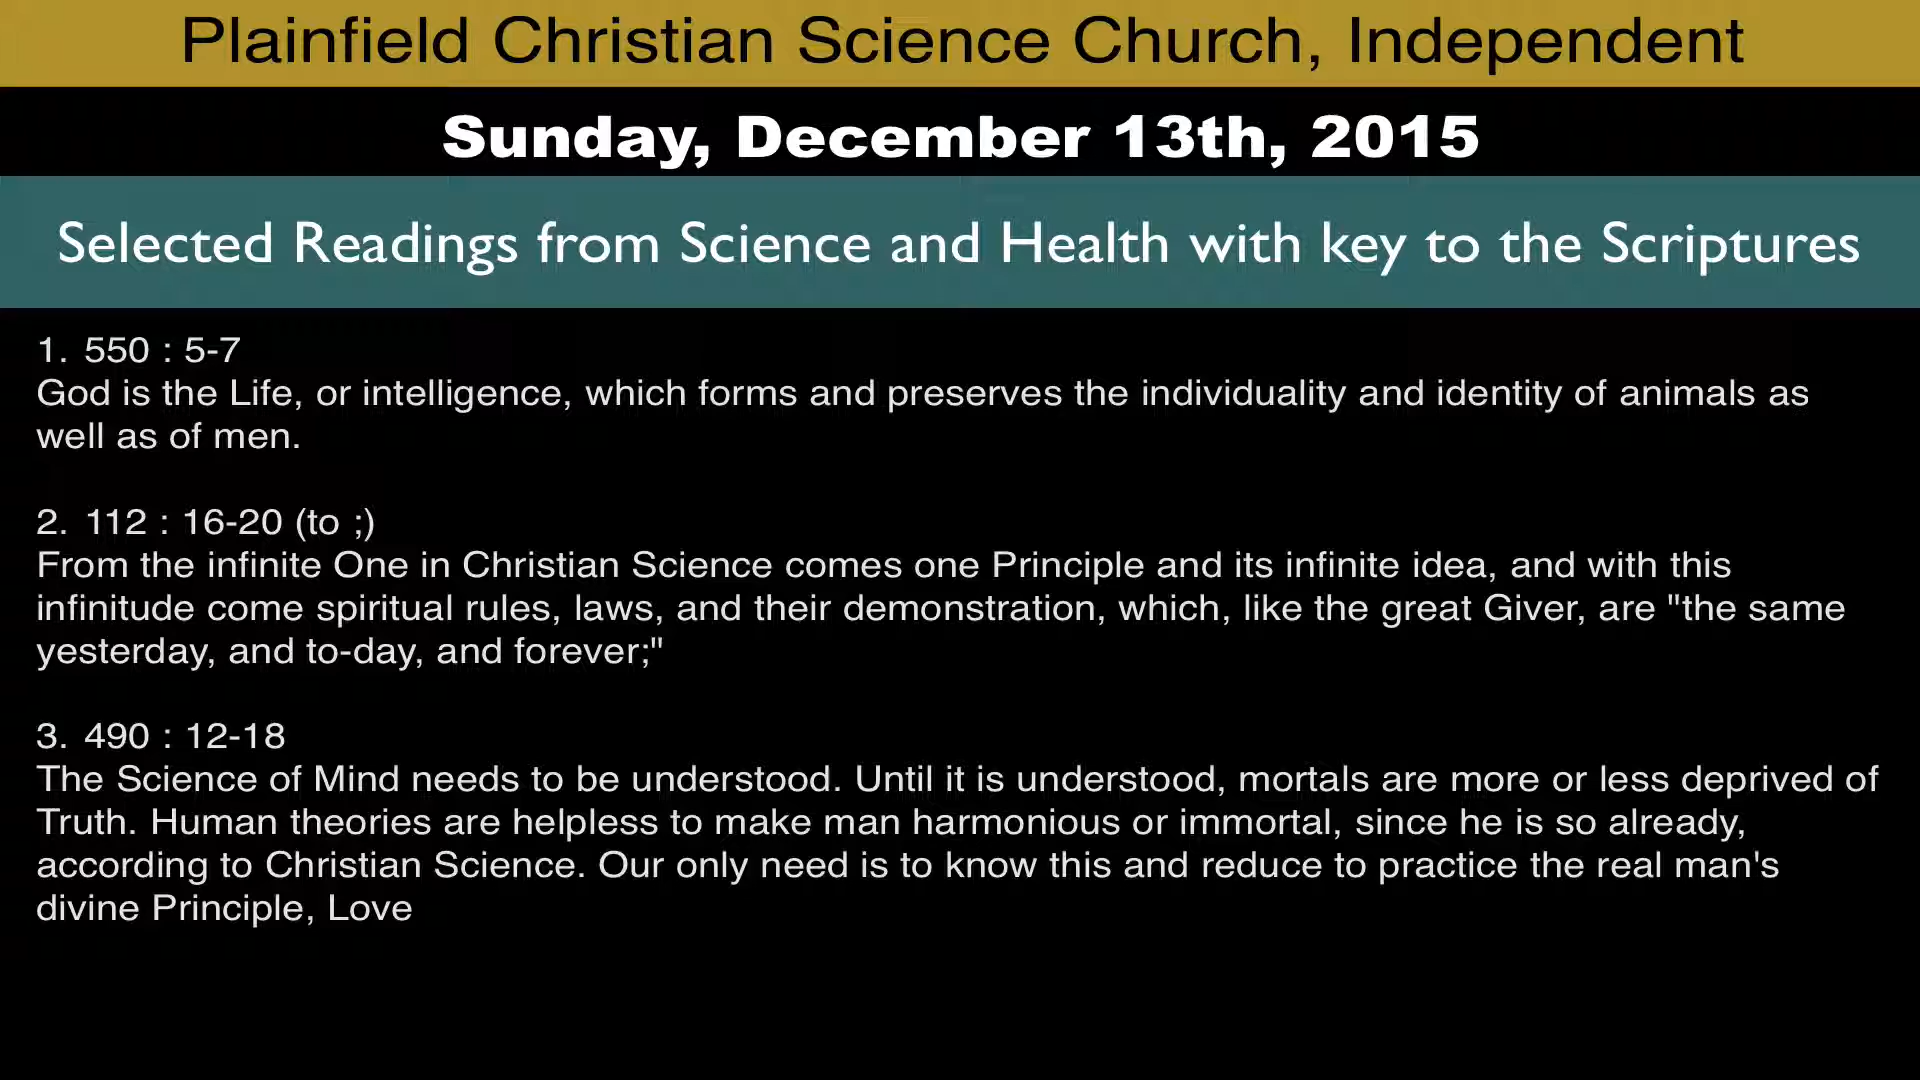 Plainfield Christian Science Church, Independent
Sunday, December 13th, 2015
Selected Readings from Science and Health with key to the Scriptures
1. 550 : 5-7
God is the Life, or intelligence, which forms and preserves the individuality and identity of animals as
well as of men.
2. 112 : 16-20 (to ;)
From the infinite One in Christian Science comes one Principle and its infinite idea, and with this
infinitude come spiritual rules, laws, and their demonstration, which, like the great Giver, are "the same
yesterday, and to-day, and forever;"
3. 490 : 12-18
The Science of Mind needs to be understood. Until it is understood, mortals are more or less deprived of
Truth. Human theories are helpless to make man harmonious or immortal, since he is so already,
according to Christian Science. Our only need is to know this and reduce to practice the real man's
divine Principle, Love